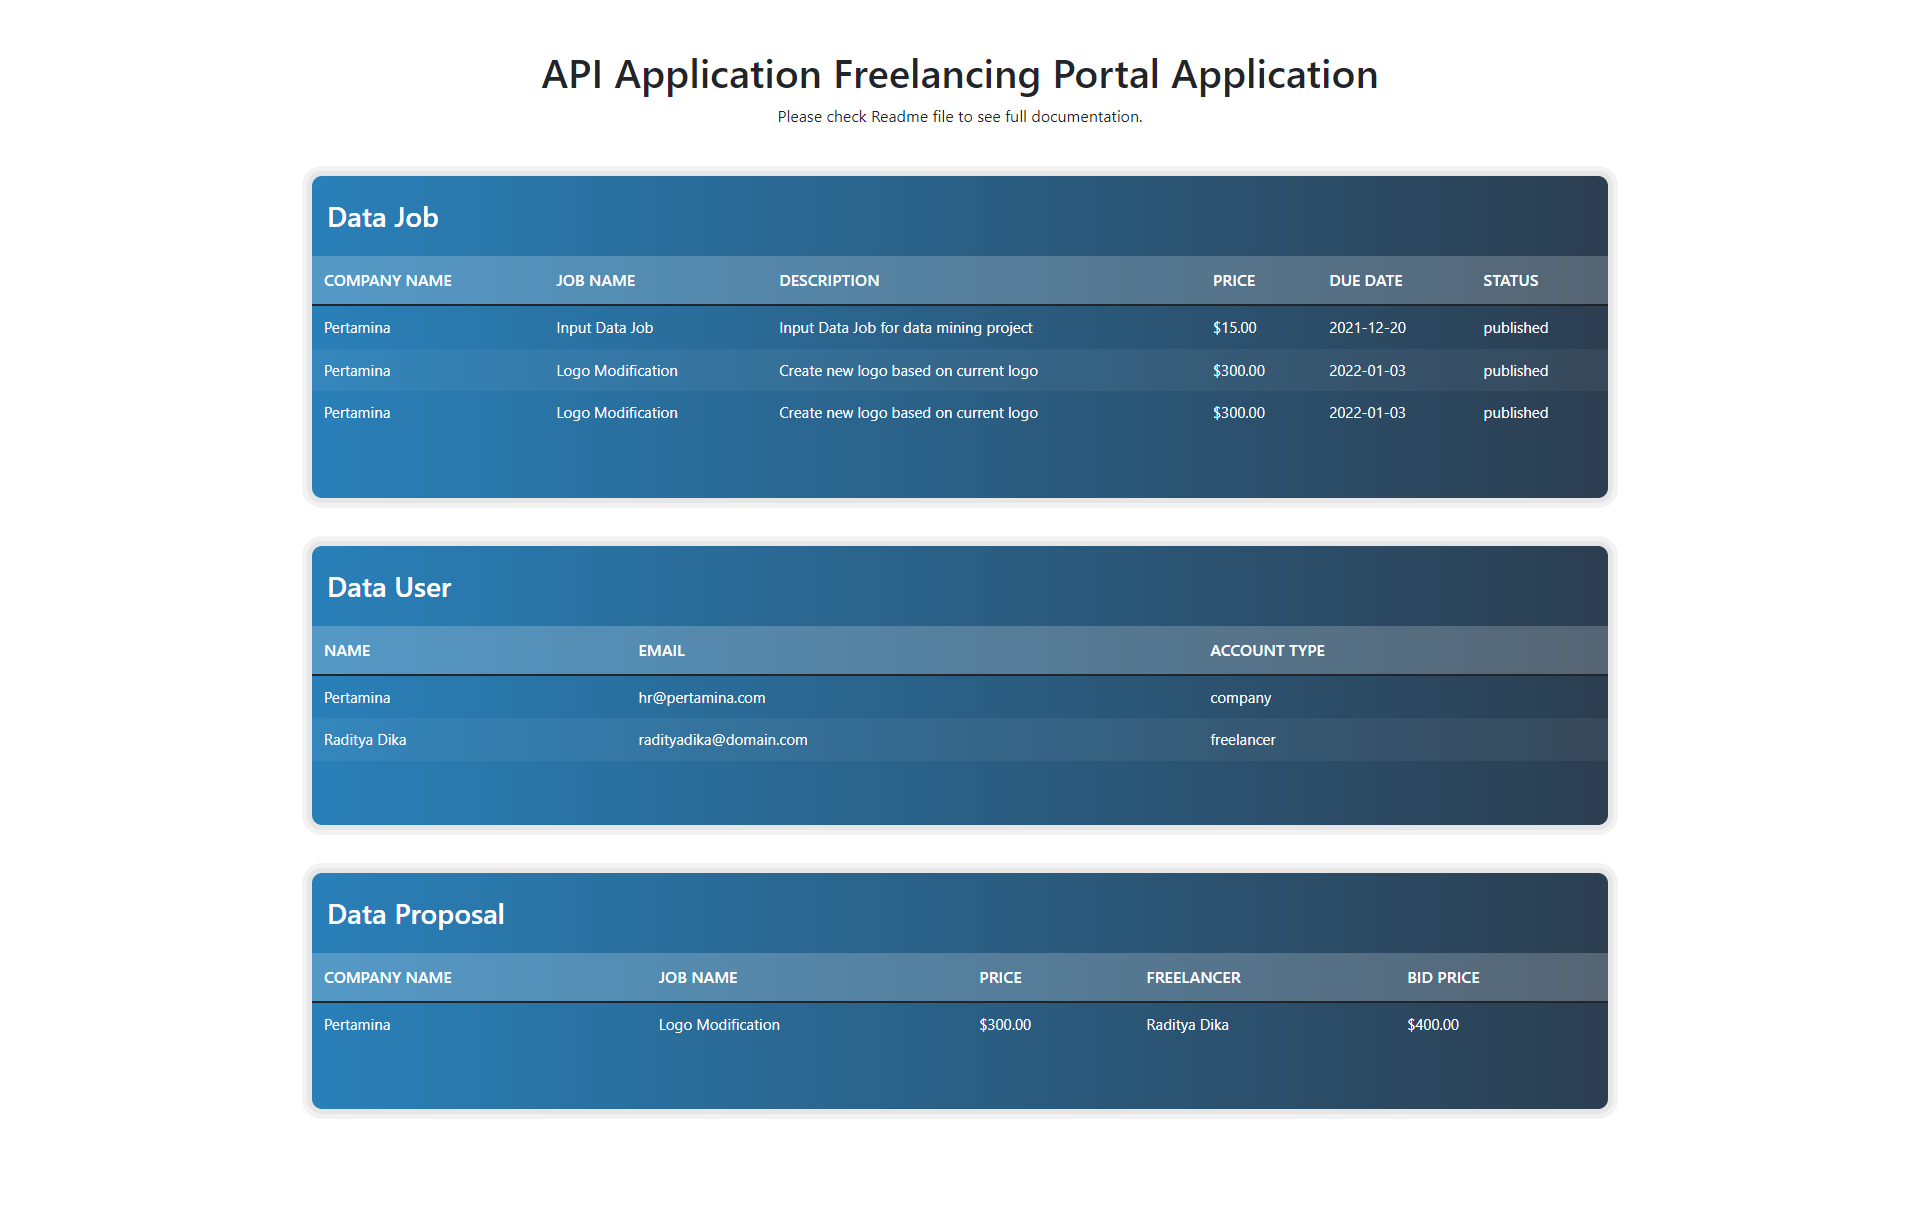 API Application Freelancing Portal Application
Please check Readme file to see full documentation.
Data Job
COMPANY NAME JOB NAME DESCRIPTION PRICE DUE DATE STATUS
Pertamina Input Data Job Input Data Job for data mining project $15.00 2021-12-20 published
Pertamina Logo Modification Create new logo based on current logo $300.00 2022-01-03 published
Pertamina Logo Modification Create new logo based on current logo $300.00 2022-01-03 published
Data User
NAME EMAIL ACCOUNT TYPE
Pertamina hr@pertamina.com company
Raditya Dika radityadika@domain.com freelancer
Data Proposal
COMPANY NAME JOB NAME PRICE FREELANCER BID PRICE
Pertamina Logo Modification $300.00 Raditya Dika $400.00